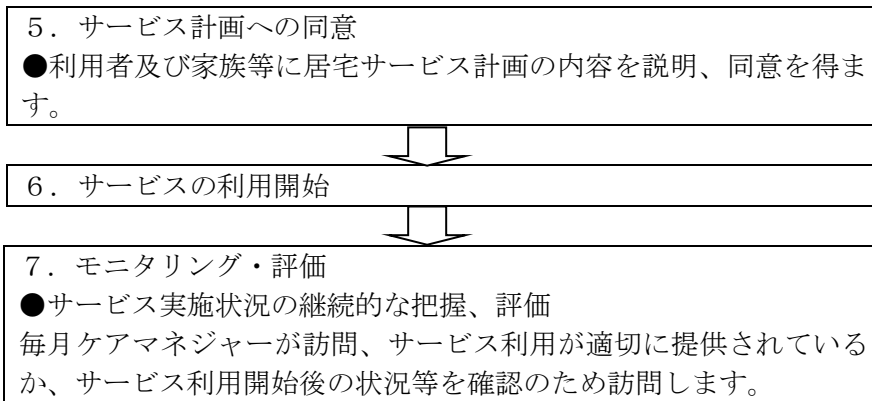 ５．サービス計画への同意
●利用者及び家族等に居宅サービス計画の内容を説明、同意を得ま
す。
６．サービスの利用開始
７．モニタリング・評価
●サービス実施状況の継続的な把握、評価
毎月ケアマネジャーが訪問、サービス利用が適切に提供されている
か、サービス利用開始後の状況等を確認のため訪問します。